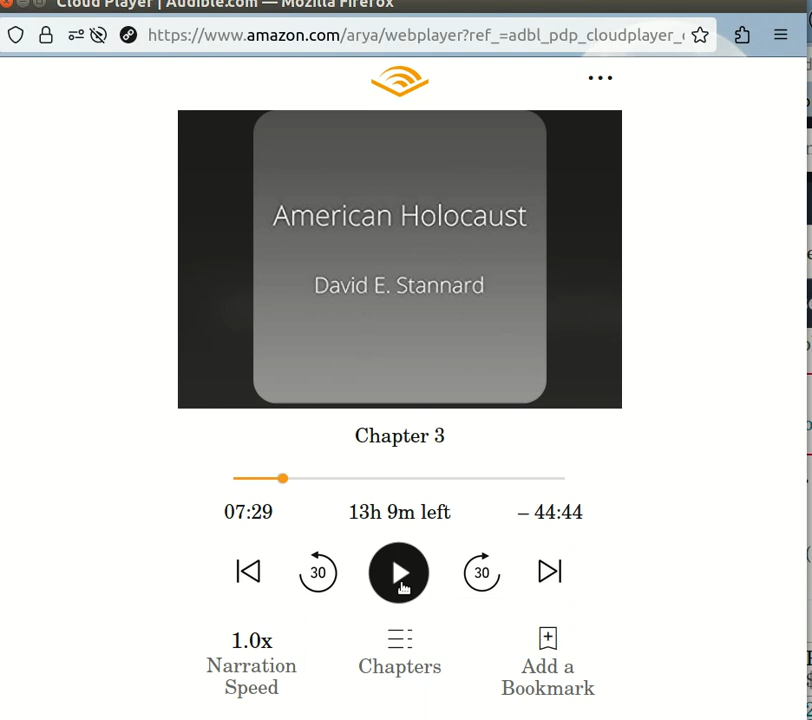 Cloud Player | Audible.com — Mozilla Firefox
https://www.amazon.com/arya/webplayer?ref_=adbl_pdp_cloudplayer_
American Holocaust
David E. Stannard
Chapter 3
07:29 13h 9m left – 44:44
30 30
1.0x
Narration Speed
Chapters
Add a Bookmark